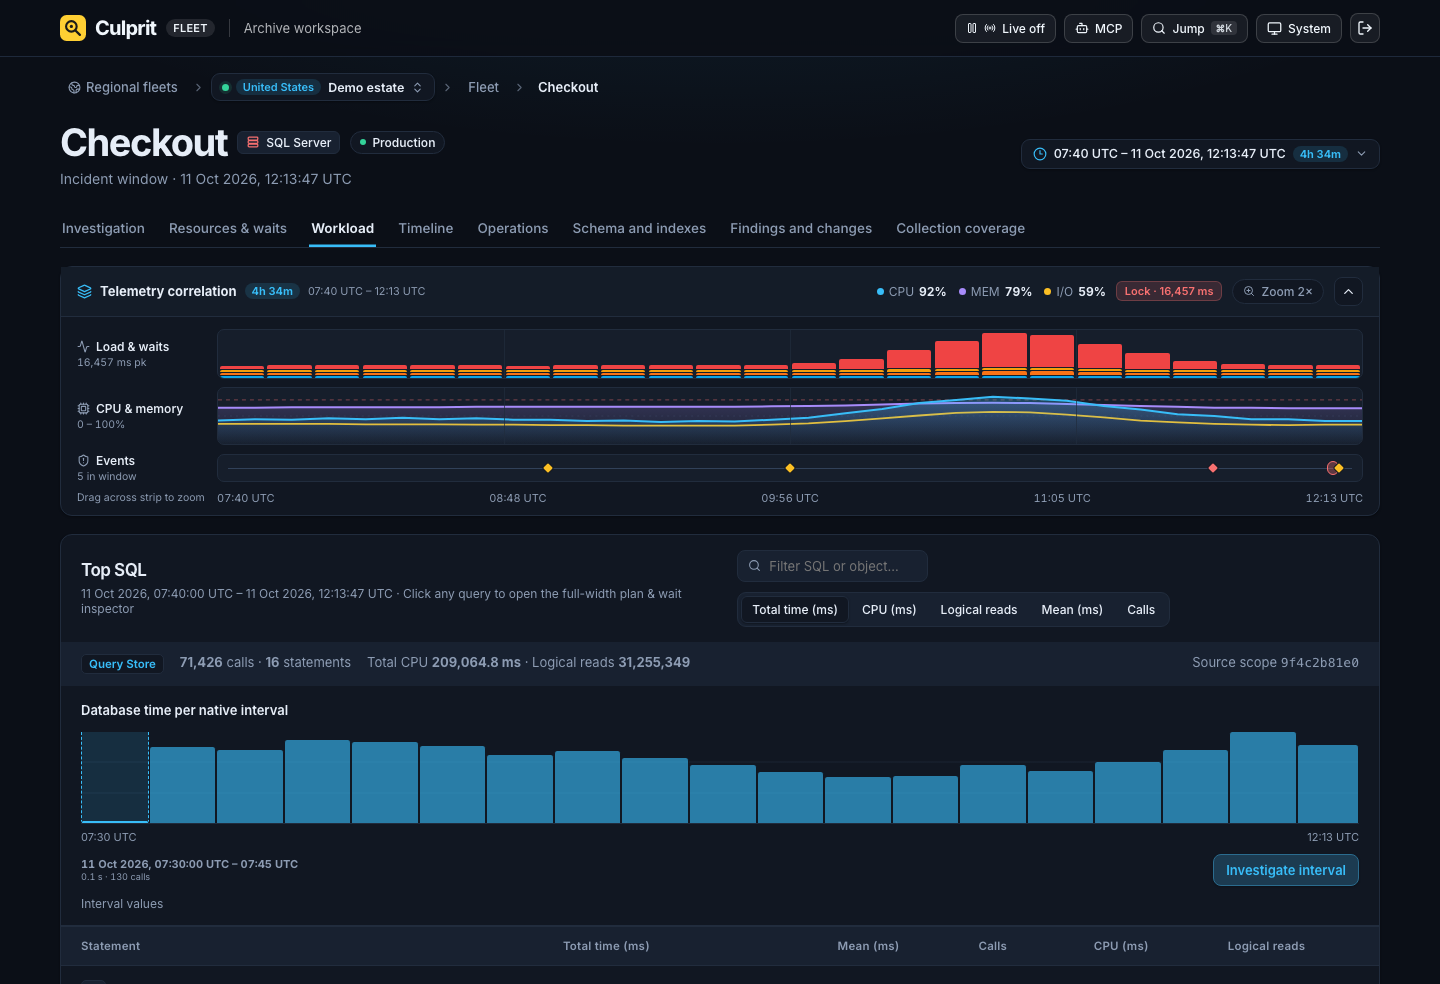 Culprit FLEET Archive workspace Live off MCP Jump ⌘K System
Regional fleets United States Demo estate Fleet Checkout
Checkout SQL Server Production
07:40 UTC – 11 Oct 2026, 12:13:47 UTC 4h 34m
Incident window · 11 Oct 2026, 12:13:47 UTC
Investigation Resources & waits Workload Timeline Operations Schema and indexes Findings and changes Collection coverage
Telemetry correlation 4h 34m 07:40 UTC – 12:13 UTC CPU 92% MEM 79% I/O 59% Lock · 16,457 ms Zoom 2×
Load & waits
16,457 ms pk
CPU & memory
0 – 100%
Events
5 in window
Drag across strip to zoom 07:40 UTC 08:48 UTC 09:56 UTC 11:05 UTC 12:13 UTC
Top SQL
11 Oct 2026, 07:40:00 UTC – 11 Oct 2026, 12:13:47 UTC · Click any query to open the full-width plan & wait
inspector
Filter SQL or object...
Total time (ms) CPU (ms) Logical reads Mean (ms) Calls
Query Store 71,426 calls · 16 statements Total CPU 209,064.8 ms · Logical reads 31,255,349 Source scope 9f4c2b81e0
Database time per native interval
07:30 UTC 12:13 UTC
11 Oct 2026, 07:30:00 UTC – 07:45 UTC
0.1 s · 130 calls
Investigate interval
Interval values
Statement Total time (ms) Mean (ms) Calls CPU (ms) Logical reads